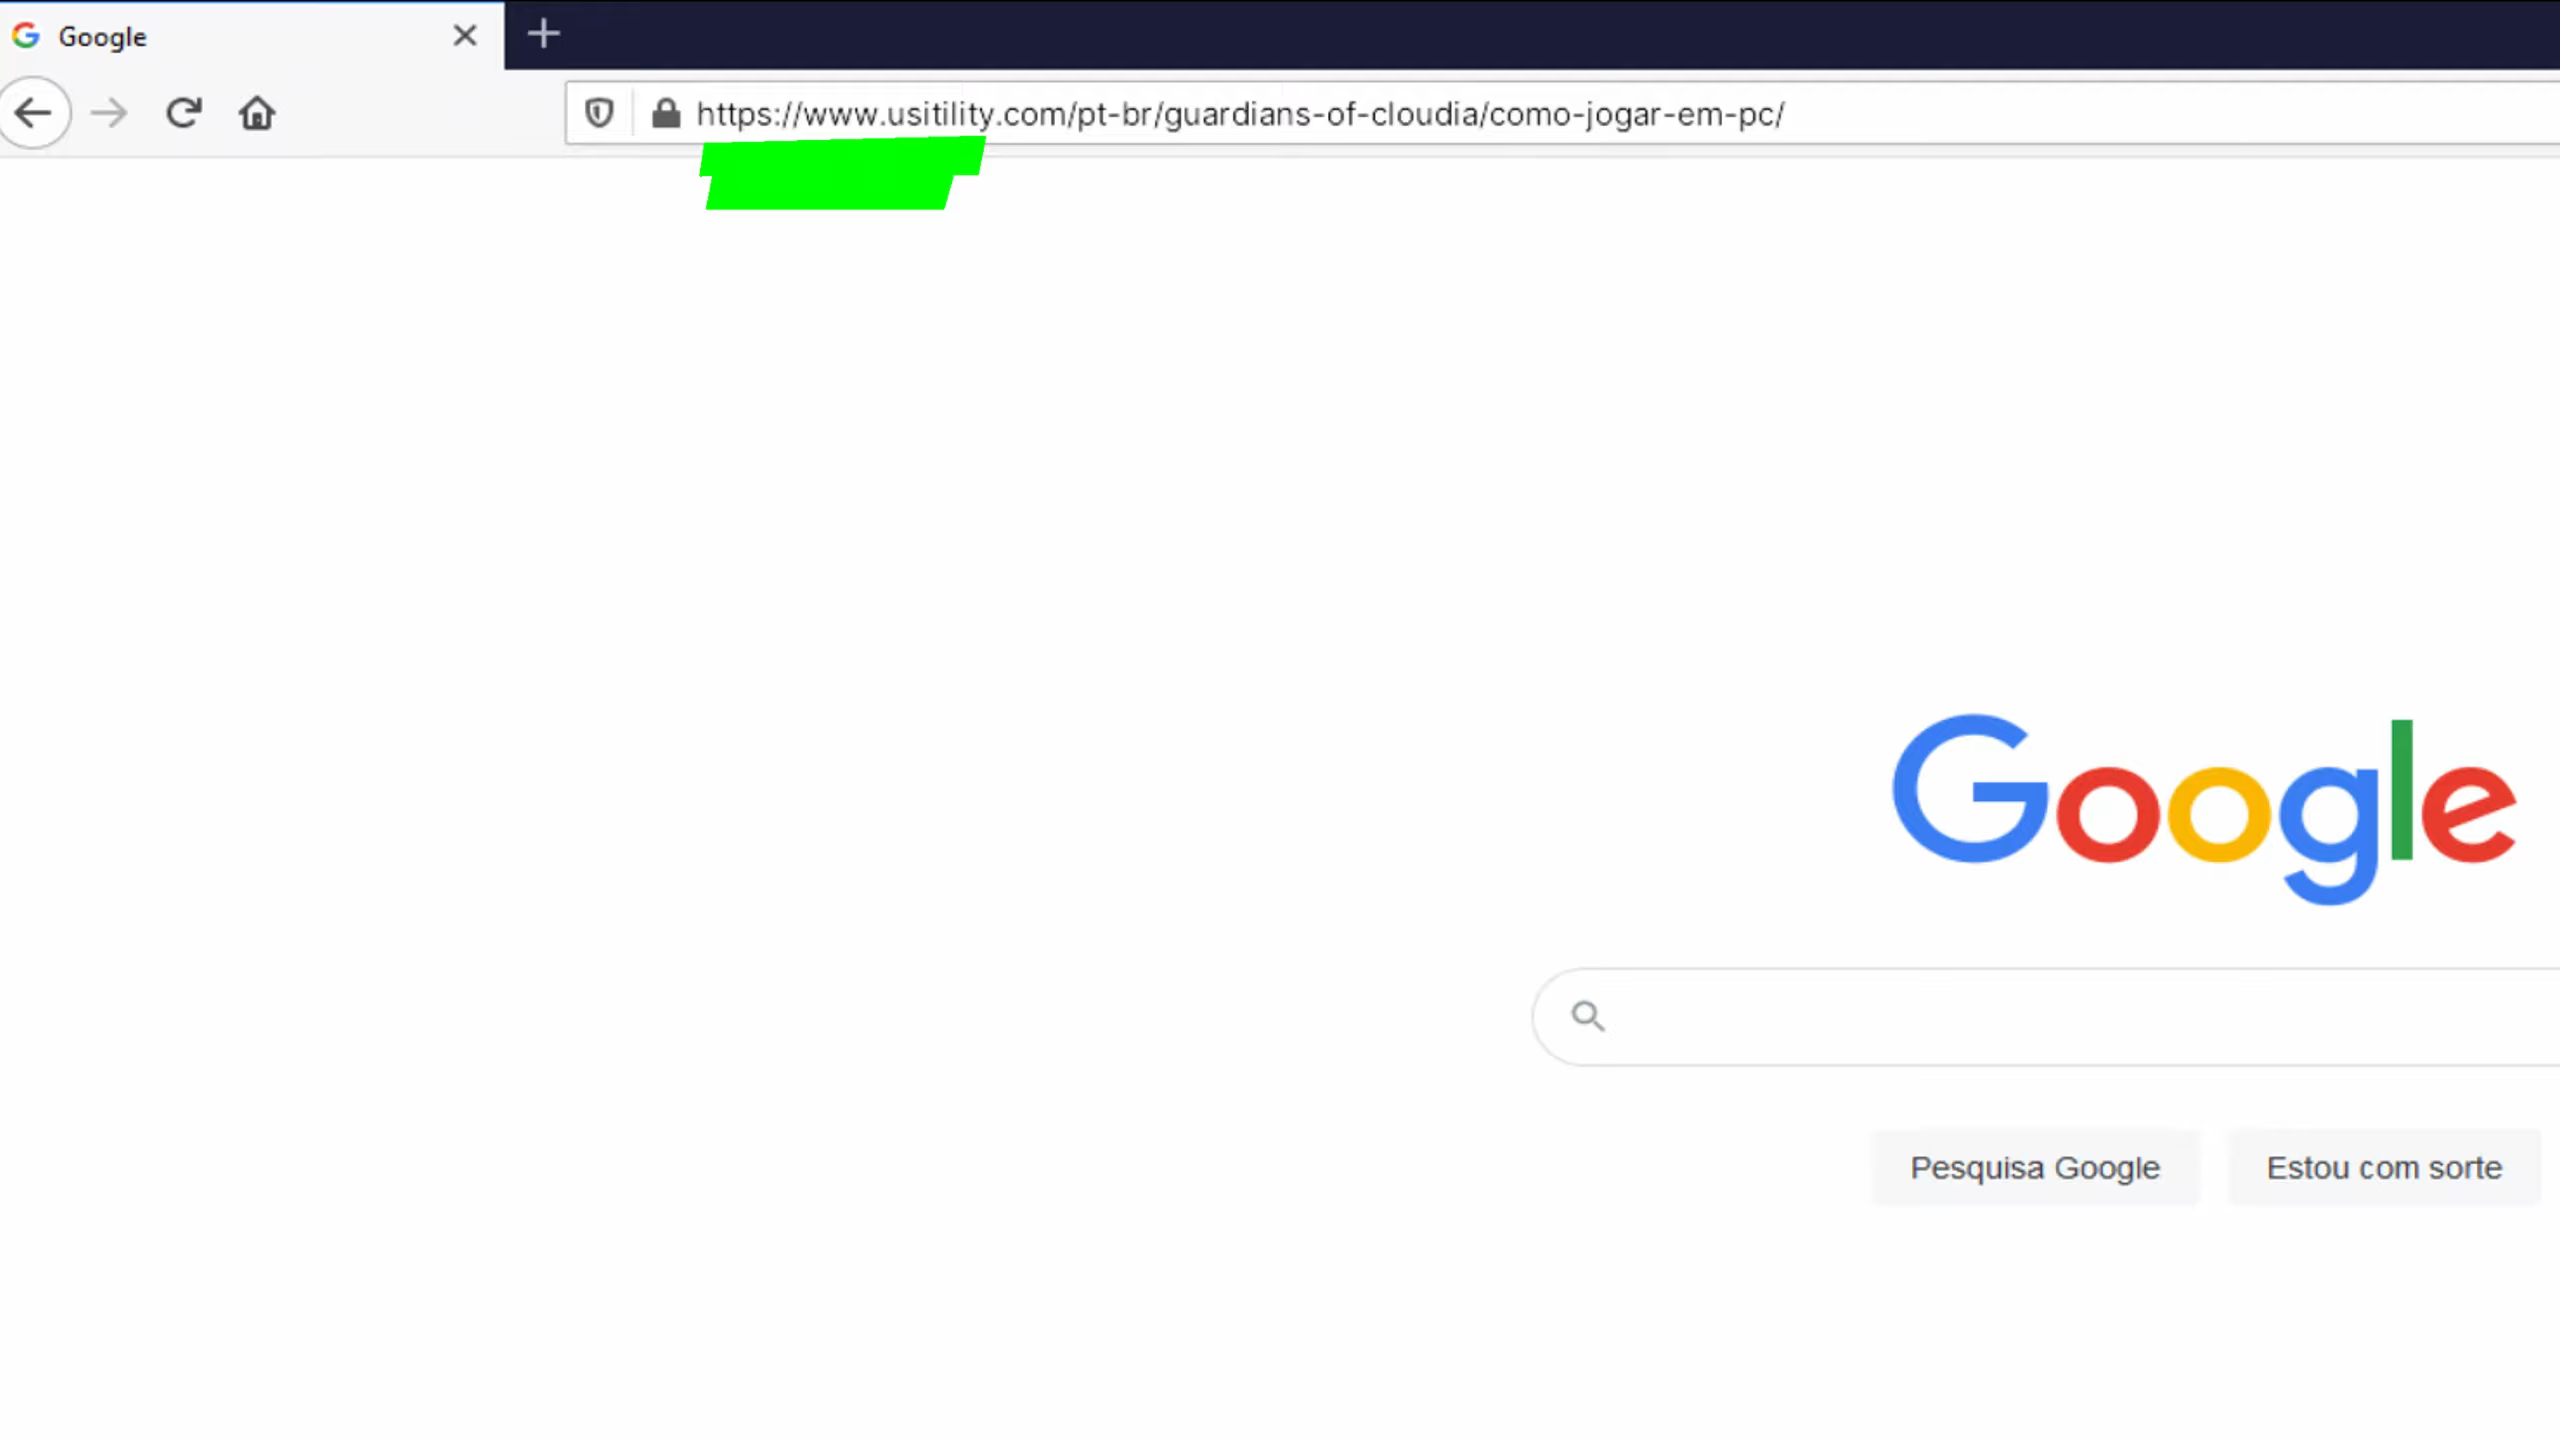 Google
https://www.usitility.com/pt-br/guardians-of-cloudia/como-jogar-em-pc/
Google
Pesquisa Google
Estou com sorte